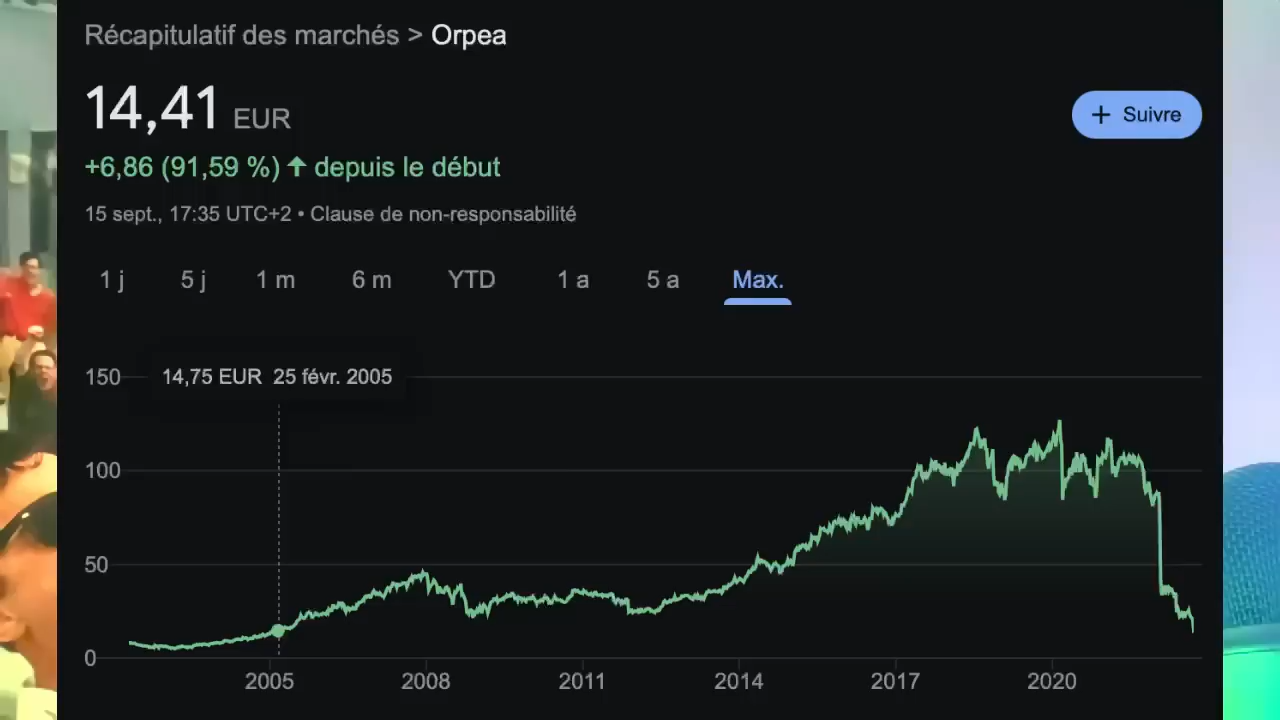 Récapitulatif des marchés > Orpea
14,41 EUR
+ Suivre
+6,86 (91,59 %) ↑ depuis le début
15 sept., 17:35 UTC+2 • Clause de non-responsabilité
1 j 5 j 1 m 6 m YTD 1 a 5 a Max.
150
14,75 EUR 25 févr. 2005
100
50
0
2005 2008 2011 2014 2017 2020